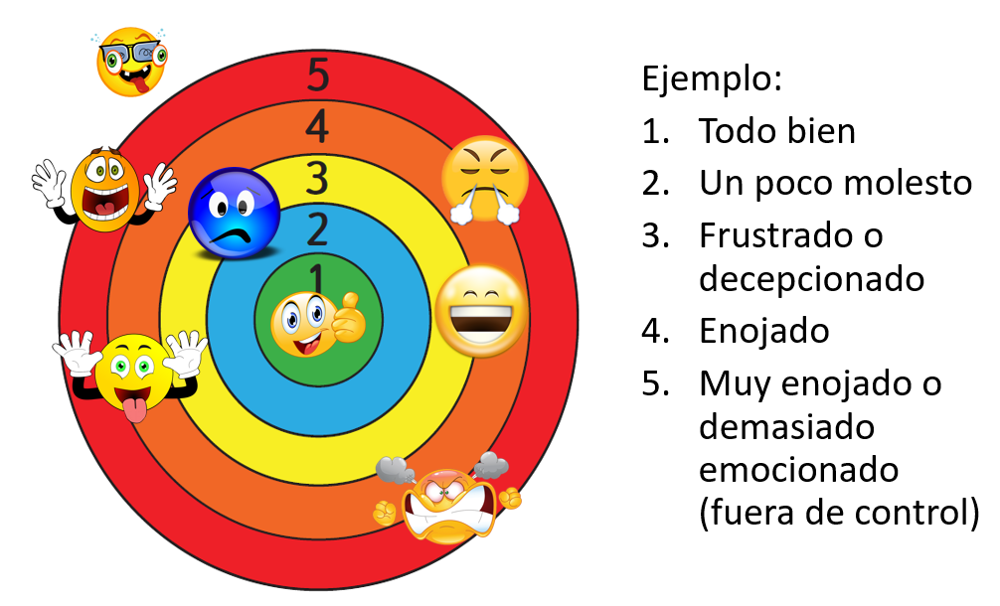 5
4
3
2
1
Ejemplo:
1. Todo bien
2. Un poco molesto
3. Frustrado o
decepcionado
4. Enojado
5. Muy enojado o
demasiado
emocionado
(fuera de control)